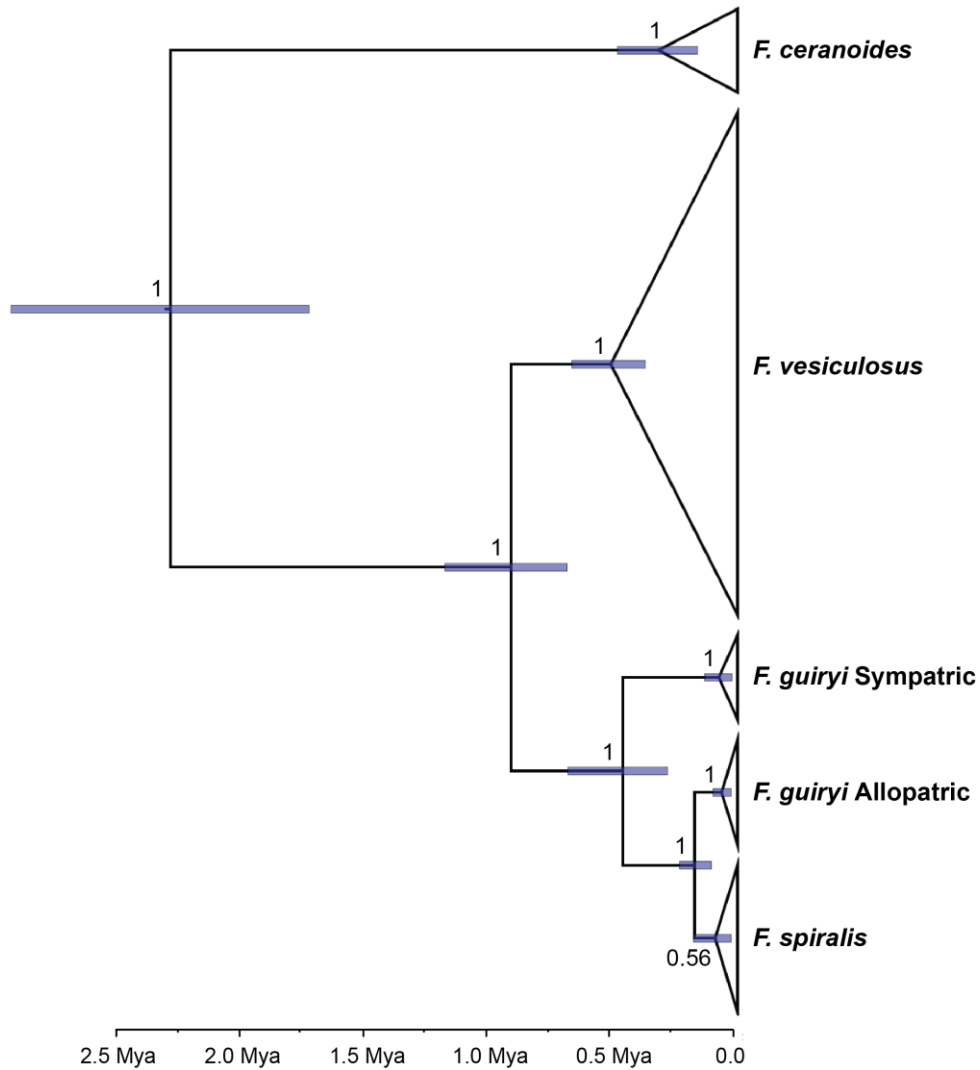 1
F. ceranoides
1
1
F. vesiculosus
1
1
F. guiryi Sympatric
1
1
F. guiryi Allopatric
1
F. spiralis
0.56
2.5 Mya 2.0 Mya 1.5 Mya 1.0 Mya 0.5 Mya 0.0